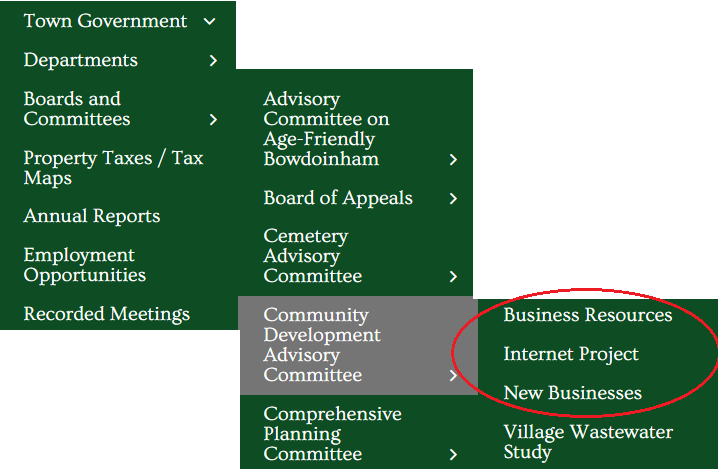 Town Government
Departments
Boards and
Committees
Property Taxes / Tax
Maps
Annual Reports
Employment
Opportunities
Recorded Meetings
Advisory
Committee on
Age-Friendly
Bowdoinham
Board of Appeals
Cemetery
Advisory
Committee
Community
Development
Advisory
Committee
Comprehensive
Planning
Committee
Business Resources
Internet Project
New Businesses
Village Wastewater
Study